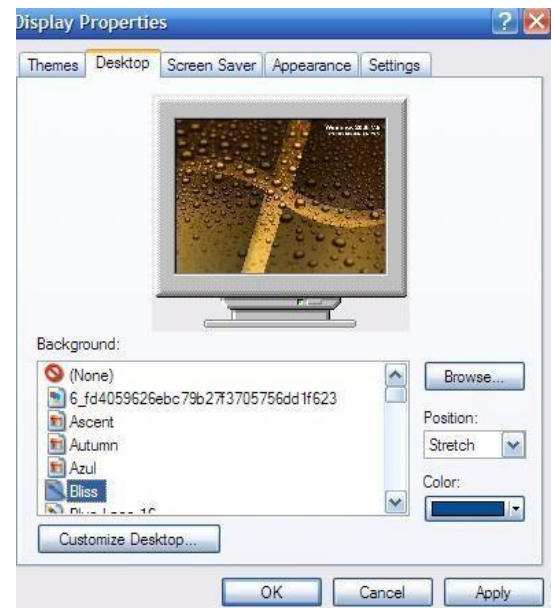 Display Properties
Themes Desktop Screen Saver Appearance Settings
Background:
(None)
6_fd4059626ebc79b27f3705756dd1f623
Ascent
Autumn
Azul
Bliss
Browse...
Position:
Stretch
Color:
Customize Desktop...
OK Cancel Apply